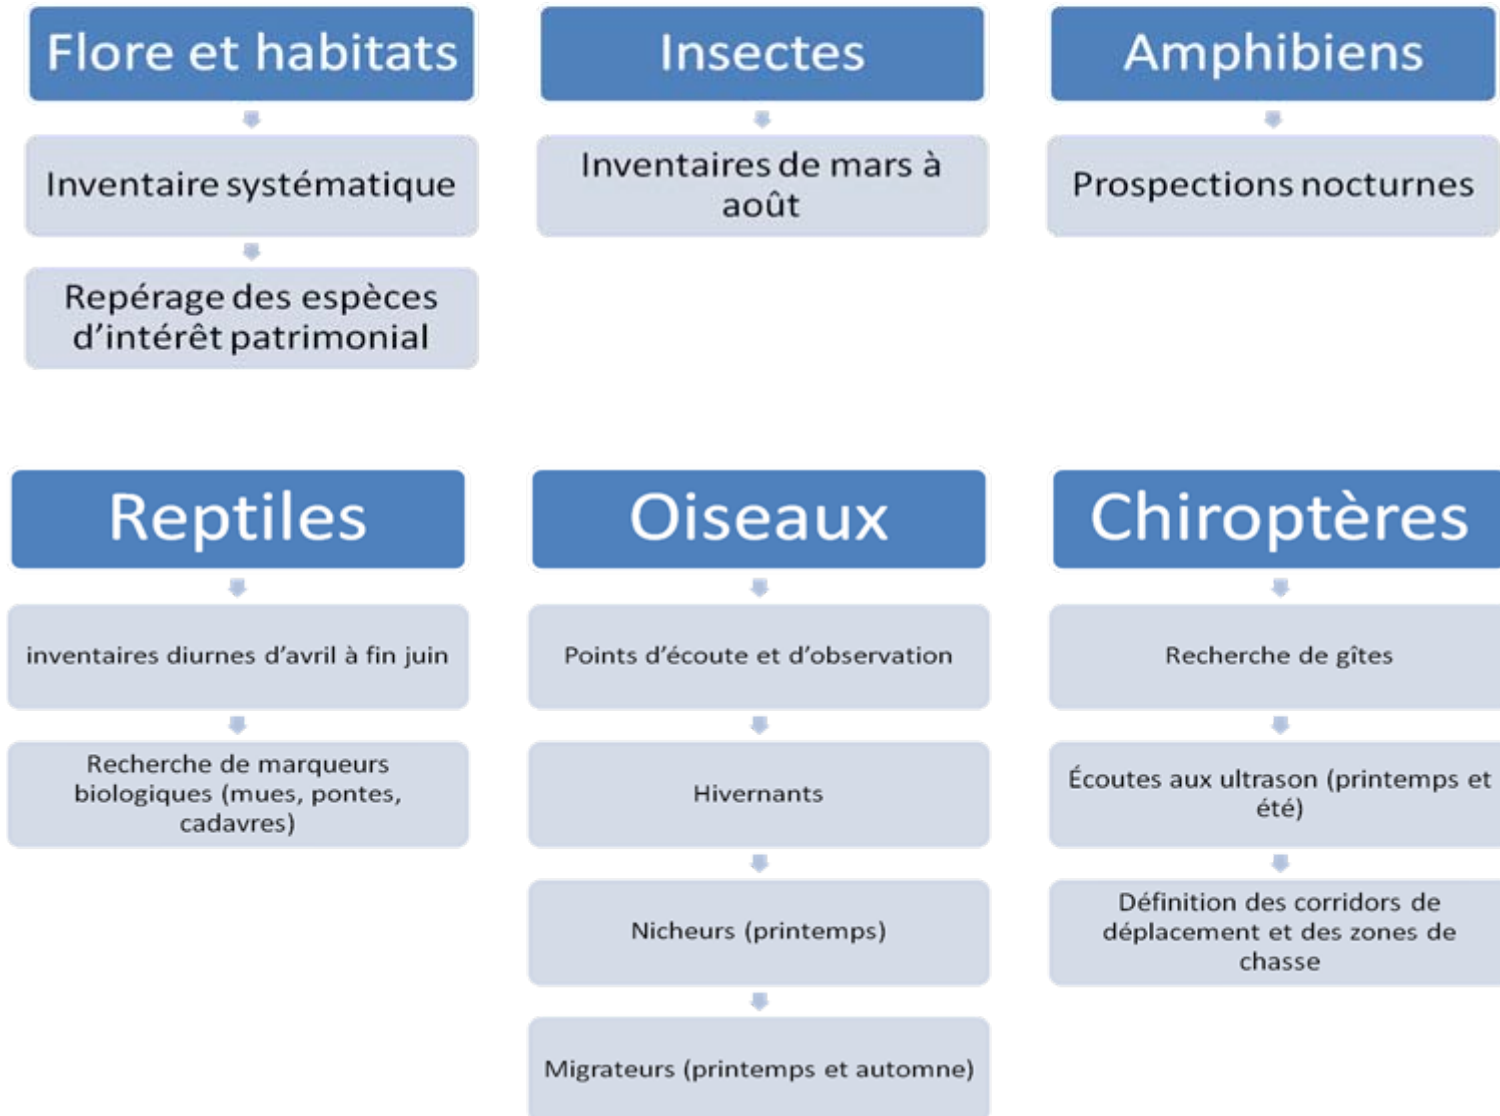 Flore et habitats
Inventaire systématique
Repérage des espèces
d'intérêt patrimonial
Insectes
Inventaires de mars à
août
Amphibiens
Prospections nocturnes
Reptiles
inventaires diurnes d'avril à fin juin
Recherche de marqueurs
biologiques (mues, pontes,
cadavres)
Oiseaux
Points d'écoute et d'observation
Hivernants
Nicheurs (printemps)
Migrateurs (printemps et automne)
Chiroptères
Recherche de gîtes
Écoutes aux ultrason (printemps et
été)
Définition des corridors de
déplacement et des zones de
chasse